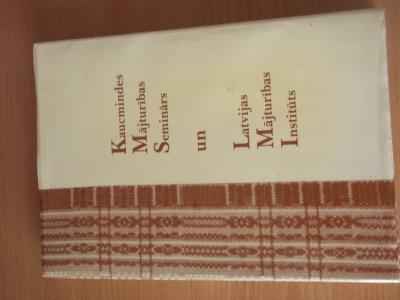 Kaucmindes
Mājturības
Seminārs
un
Latvijas
Mājturības
Institūts